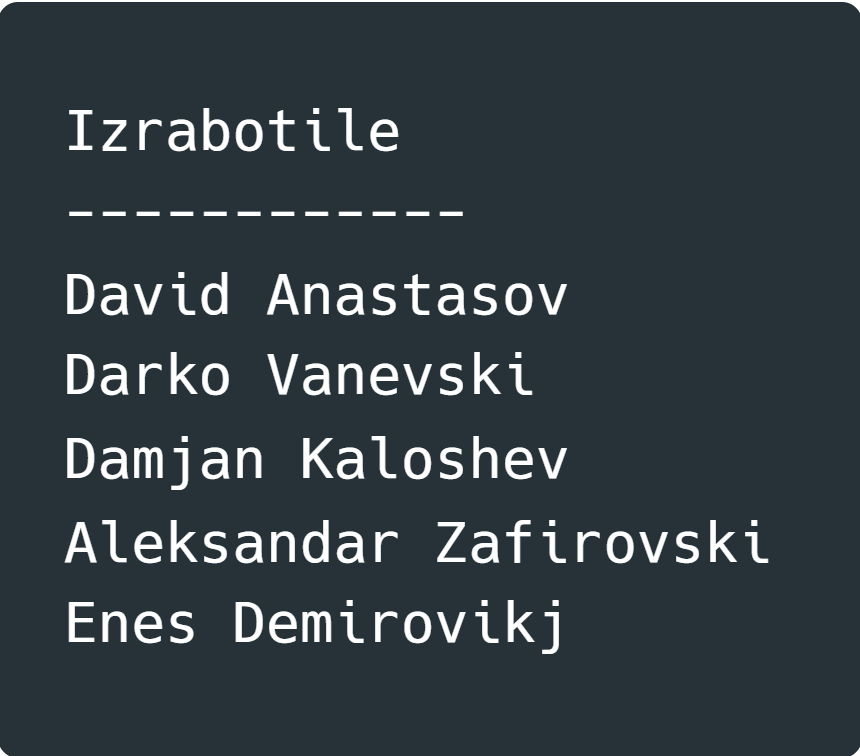 Izrabotile
------------
David Anastasov
Darko Vanevski
Damjan Kaloshev
Aleksandar Zafirovski
Enes Demirovikj